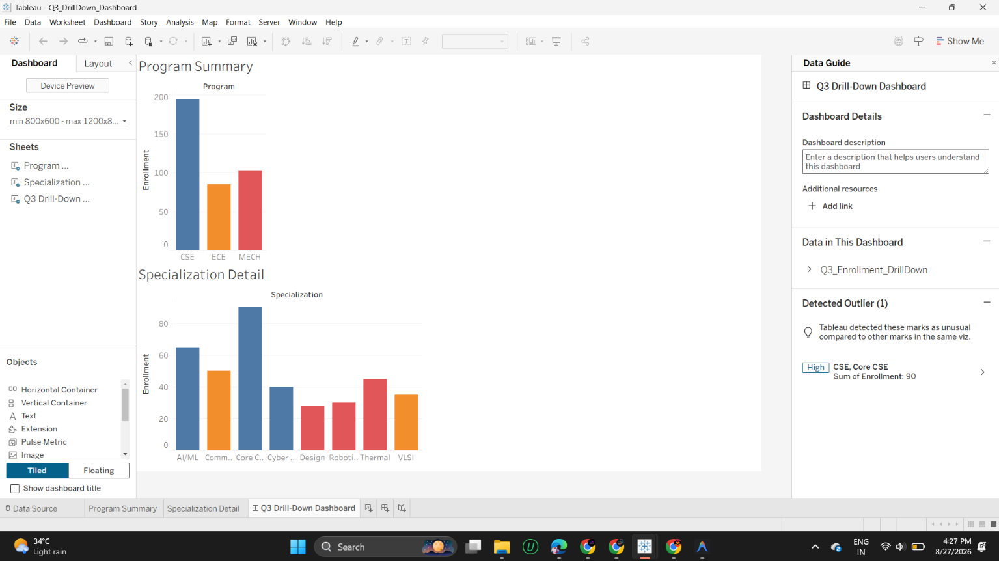 Tableau - Q3_DrillDown_Dashboard
File Data Worksheet Dashboard Story Analysis Map Format Server Window Help
Show Me
Dashboard Layout
Device Preview
Size
min 800x600 - max 1200x8...
Sheets
Program ...
Specialization ...
Q3 Drill-Down ...
Objects
Horizontal Container
Vertical Container
Text
Extension
Pulse Metric
Image
Tiled Floating
Show dashboard title
Program Summary
Program
Enrollment
200
150
100
50
0
CSE ECE MECH
Specialization Detail
Specialization
Enrollment
80
60
40
20
0
AI/ML Comm.. Core C.. Cyber .. Design Roboti.. Thermal VLSI
Data Guide
Q3 Drill-Down Dashboard
Dashboard Details
Dashboard description
Enter a description that helps users understand
this dashboard
Additional resources
Add link
Data in This Dashboard
Q3_Enrollment_DrillDown
Detected Outlier (1)
Tableau detected these marks as unusual
compared to other marks in the same viz.
High CSE, Core CSE
Sum of Enrollment: 90
Data Source Program Summary Specialization Detail Q3 Drill-Down Dashboard
34°C
Light rain
Search
ENG
IN
4:27 PM
8/27/2026